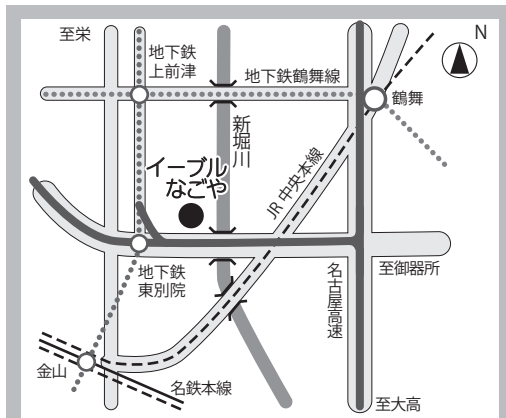 至栄
N
地下鉄
上前津
地下鉄鶴舞線
鶴舞
新堀川
イーブル
なごや
JR中央本線
地下鉄
東別院
名古屋高速
至御器所
金山
名鉄本線
至大高